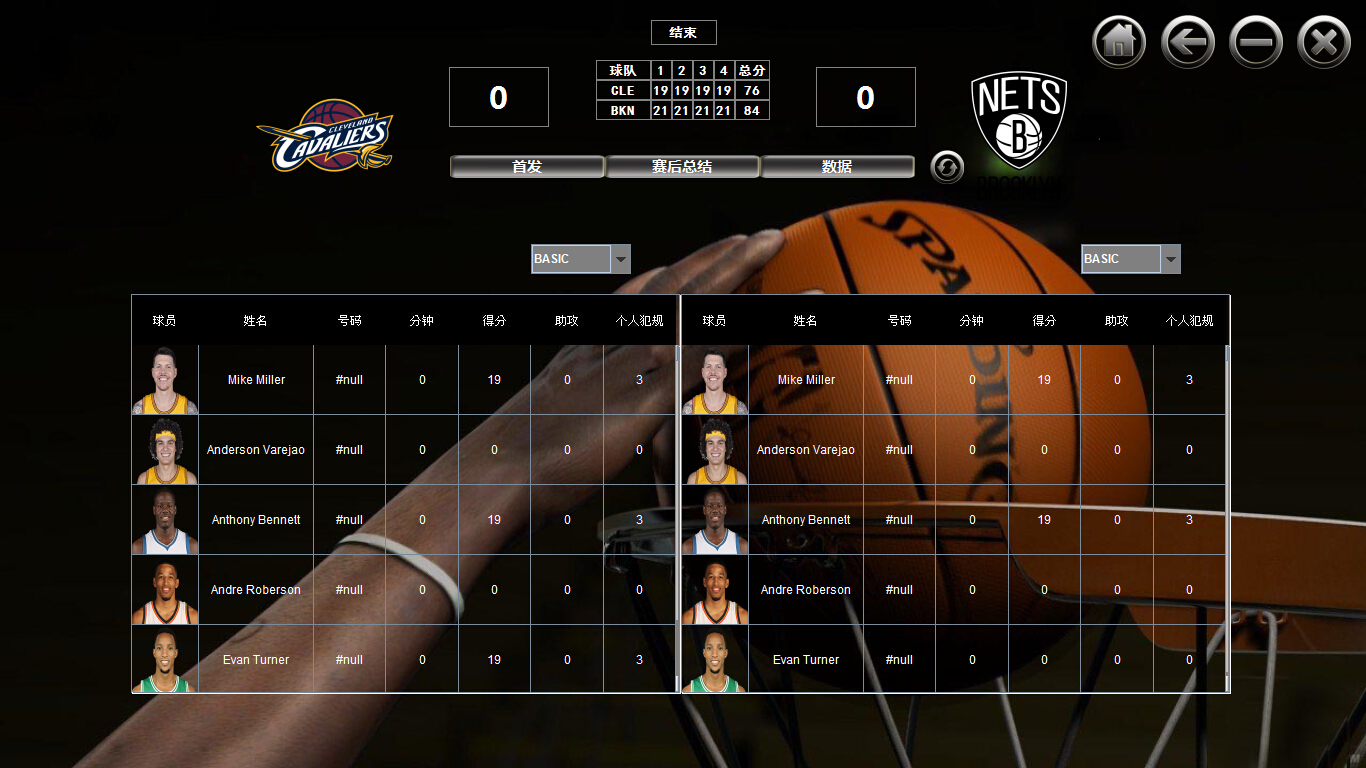 结束
球队 1 2 3 4 总分
CLE 19 19 19 19 76
BKN 21 21 21 21 84
0
0
CLEVELAND
CAVALIERS
NETS
B
BROOKLYN
首发 赛后总结 数据
SPALDING
BASIC
BASIC
球员 姓名 号码 分钟 得分 助攻 个人犯规
Mike Miller #null 0 19 0 3
Anderson Varejao #null 0 0 0 0
Anthony Bennett #null 0 19 0 3
Andre Roberson #null 0 0 0 0
Evan Turner #null 0 19 0 3
球员 姓名 号码 分钟 得分 助攻 个人犯规
Mike Miller #null 0 19 0 3
Anderson Varejao #null 0 0 0 0
Anthony Bennett #null 0 19 0 3
Andre Roberson #null 0 0 0 0
Evan Turner #null 0 0 0 0